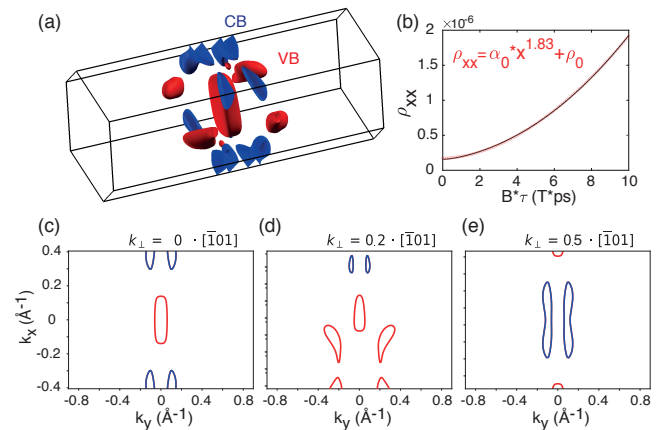 (a)
CB
VB
(b)
×10⁻⁶
2
1.5
1
0.5
0
ρxx
ρxx=α₀*x^1.83+ρ₀
0 2 4 6 8 10
B*τ (T*ps)
(c)
k⊥ = 0 · [1̅01]
(d)
k⊥ = 0.2 · [1̅01]
(e)
k⊥ = 0.5 · [1̅01]
0.4
0.2
0
-0.2
-0.4
kx (Å⁻¹)
-0.8 -0.4 0 0.4 0.8
-0.8 -0.4 0 0.4 0.8
-0.8 -0.4 0 0.4 0.8
ky (Å⁻¹)
ky (Å⁻¹)
ky (Å⁻¹)